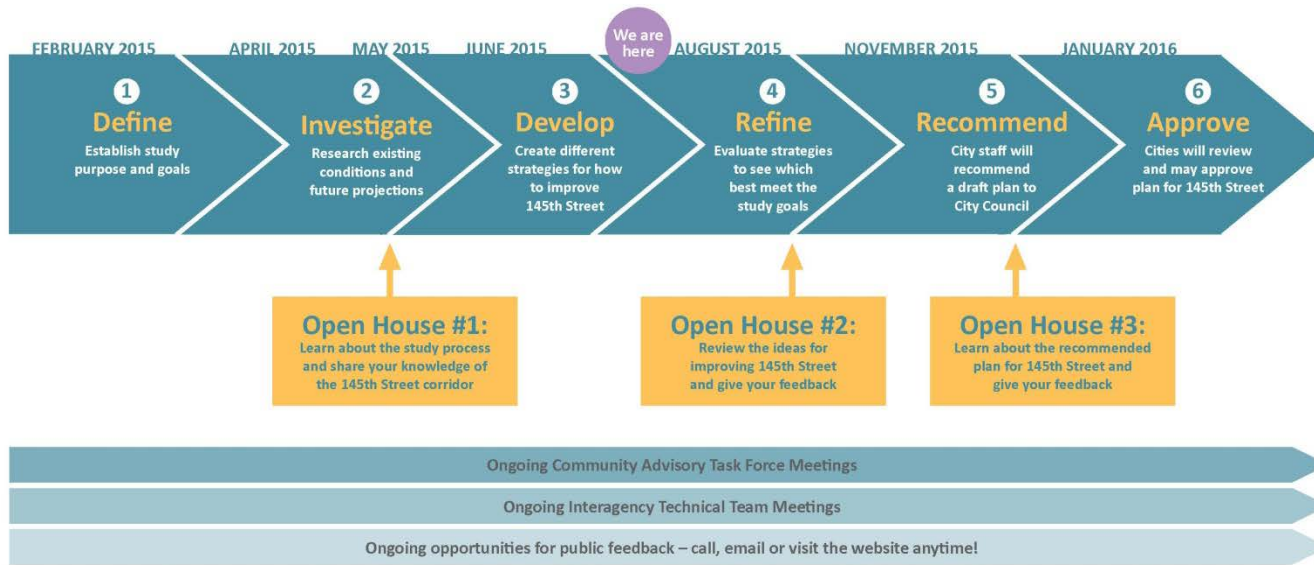 We are
here
FEBRUARY 2015
APRIL 2015
MAY 2015
JUNE 2015
AUGUST 2015
NOVEMBER 2015
JANUARY 2016
1
Define
Establish study
purpose and goals
2
Investigate
Research existing
conditions and
future projections
3
Develop
Create different
strategies for how
to improve
145th Street
4
Refine
Evaluate strategies
to see which
best meet the
study goals
5
Recommend
City staff will
recommend
a draft plan to
City Council
6
Approve
Cities will review
and may approve
plan for 145th Street
Open House #1:
Learn about the study process
and share your knowledge of
the 145th Street corridor
Open House #2:
Review the ideas for
improving 145th Street
and give your feedback
Open House #3:
Learn about the recommended
plan for 145th Street and
give your feedback
Ongoing Community Advisory Task Force Meetings
Ongoing Interagency Technical Team Meetings
Ongoing opportunities for public feedback – call, email or visit the website anytime!